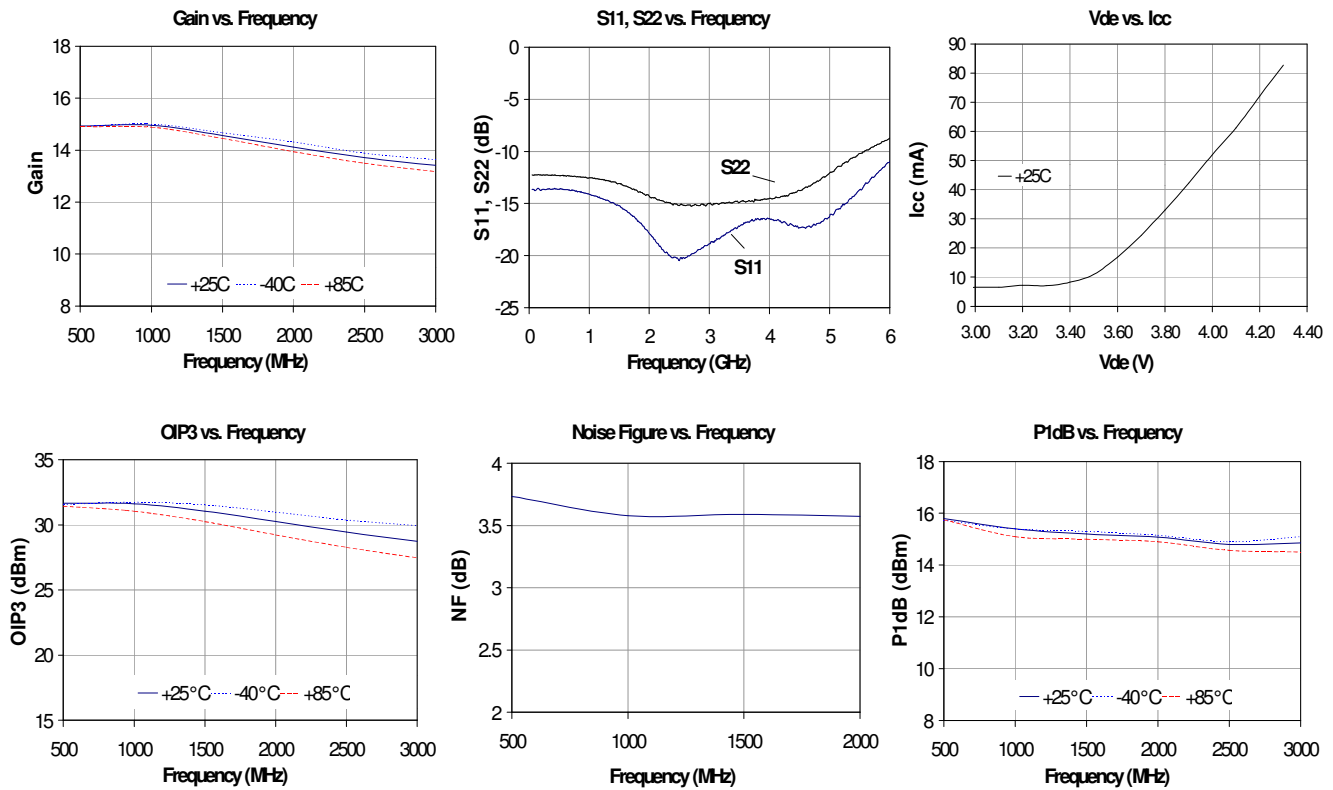 Gain vs. Frequency
18
16
14
12
10
8
Gain
+25C -40C +85C
500 1000 1500 2000 2500 3000
Frequency (MHz)
S11, S22 vs. Frequency
0
-5
-10
-15
-20
-25
S11, S22 (dB)
S22
S11
0 1 2 3 4 5 6
Frequency (GHz)
Vde vs. Icc
90
80
70
60
50
40
30
20
10
0
Icc (mA)
+25C
3.00 3.20 3.40 3.60 3.80 4.00 4.20 4.40
Vde (V)
OIP3 vs. Frequency
35
30
25
20
15
OIP3 (dBm)
+25°C -40°C +85°C
500 1000 1500 2000 2500 3000
Frequency (MHz)
Noise Figure vs. Frequency
4
3.5
3
2.5
2
NF (dB)
500 1000 1500 2000
Frequency (MHz)
P1dB vs. Frequency
18
16
14
12
10
8
P1dB (dBm)
+25°C -40°C +85°C
500 1000 1500 2000 2500 3000
Frequency (MHz)